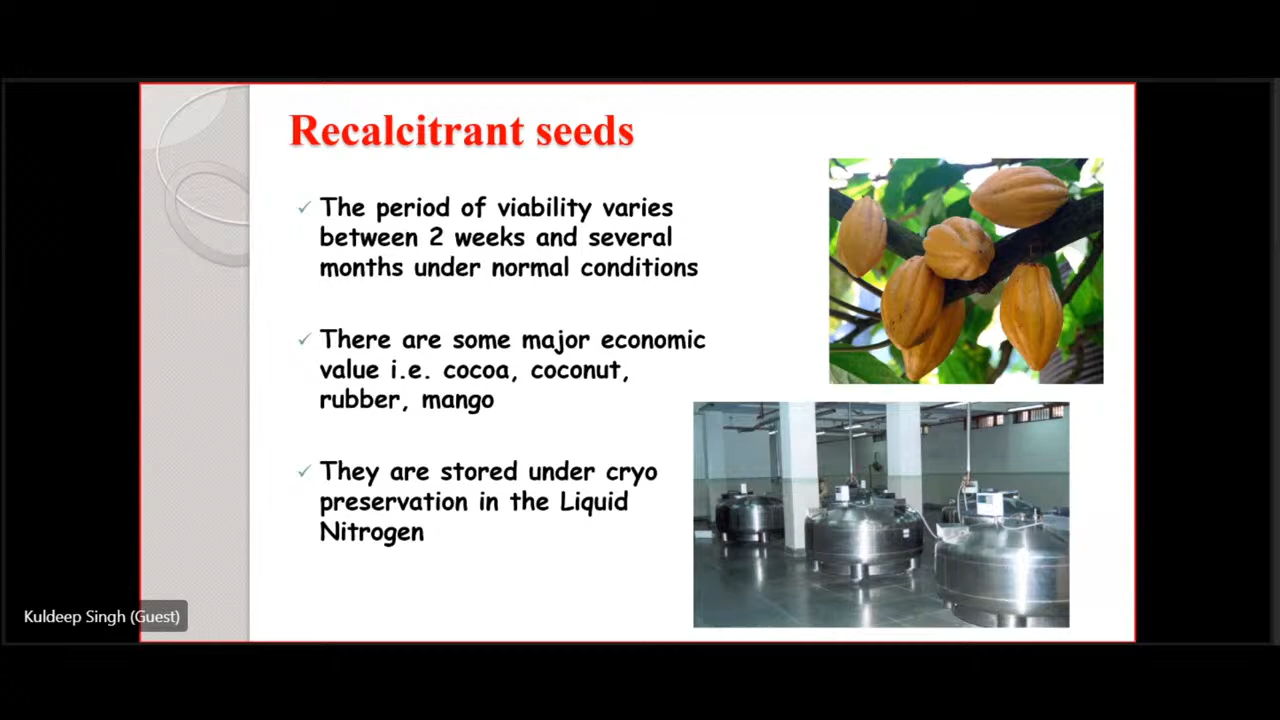 Recalcitrant seeds
✓ The period of viability varies
between 2 weeks and several
months under normal conditions
✓ There are some major economic
value i.e. cocoa, coconut,
rubber, mango
✓ They are stored under cryo
preservation in the Liquid
Nitrogen
Kuldeep Singh (Guest)